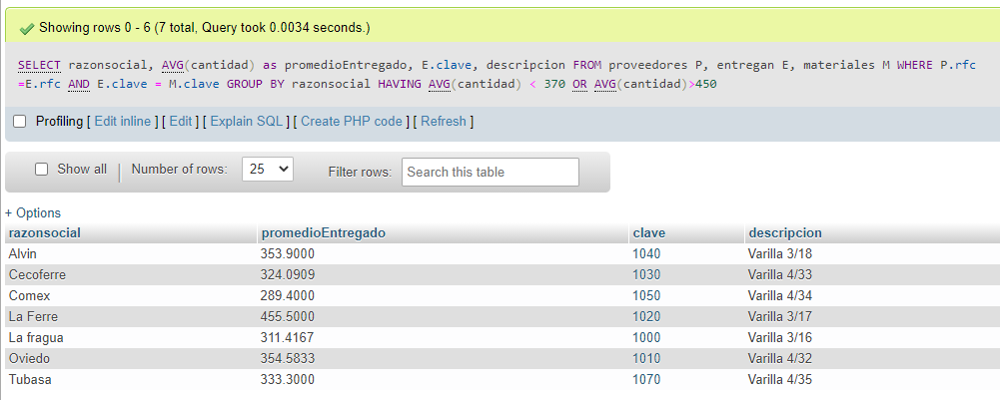 Showing rows 0 - 6 (7 total, Query took 0.0034 seconds.)
SELECT razonsocial, AVG(cantidad) as promedioEntregado, E.clave, descripcion FROM proveedores P, entregan E, materiales M WHERE P.rfc
=E.rfc AND E.clave = M.clave GROUP BY razonsocial HAVING AVG(cantidad) < 370 OR AVG(cantidad)>450
Profiling [ Edit inline ] [ Edit ] [ Explain SQL ] [ Create PHP code ] [ Refresh ]
Show all | Number of rows: 25 Filter rows: Search this table
+ Options
razonsocial promedioEntregado clave descripcion
Alvin 353.9000 1040 Varilla 3/18
Cecoferre 324.0909 1030 Varilla 4/33
Comex 289.4000 1050 Varilla 4/34
La Ferre 455.5000 1020 Varilla 3/17
La fragua 311.4167 1000 Varilla 3/16
Oviedo 354.5833 1010 Varilla 4/32
Tubasa 333.3000 1070 Varilla 4/35